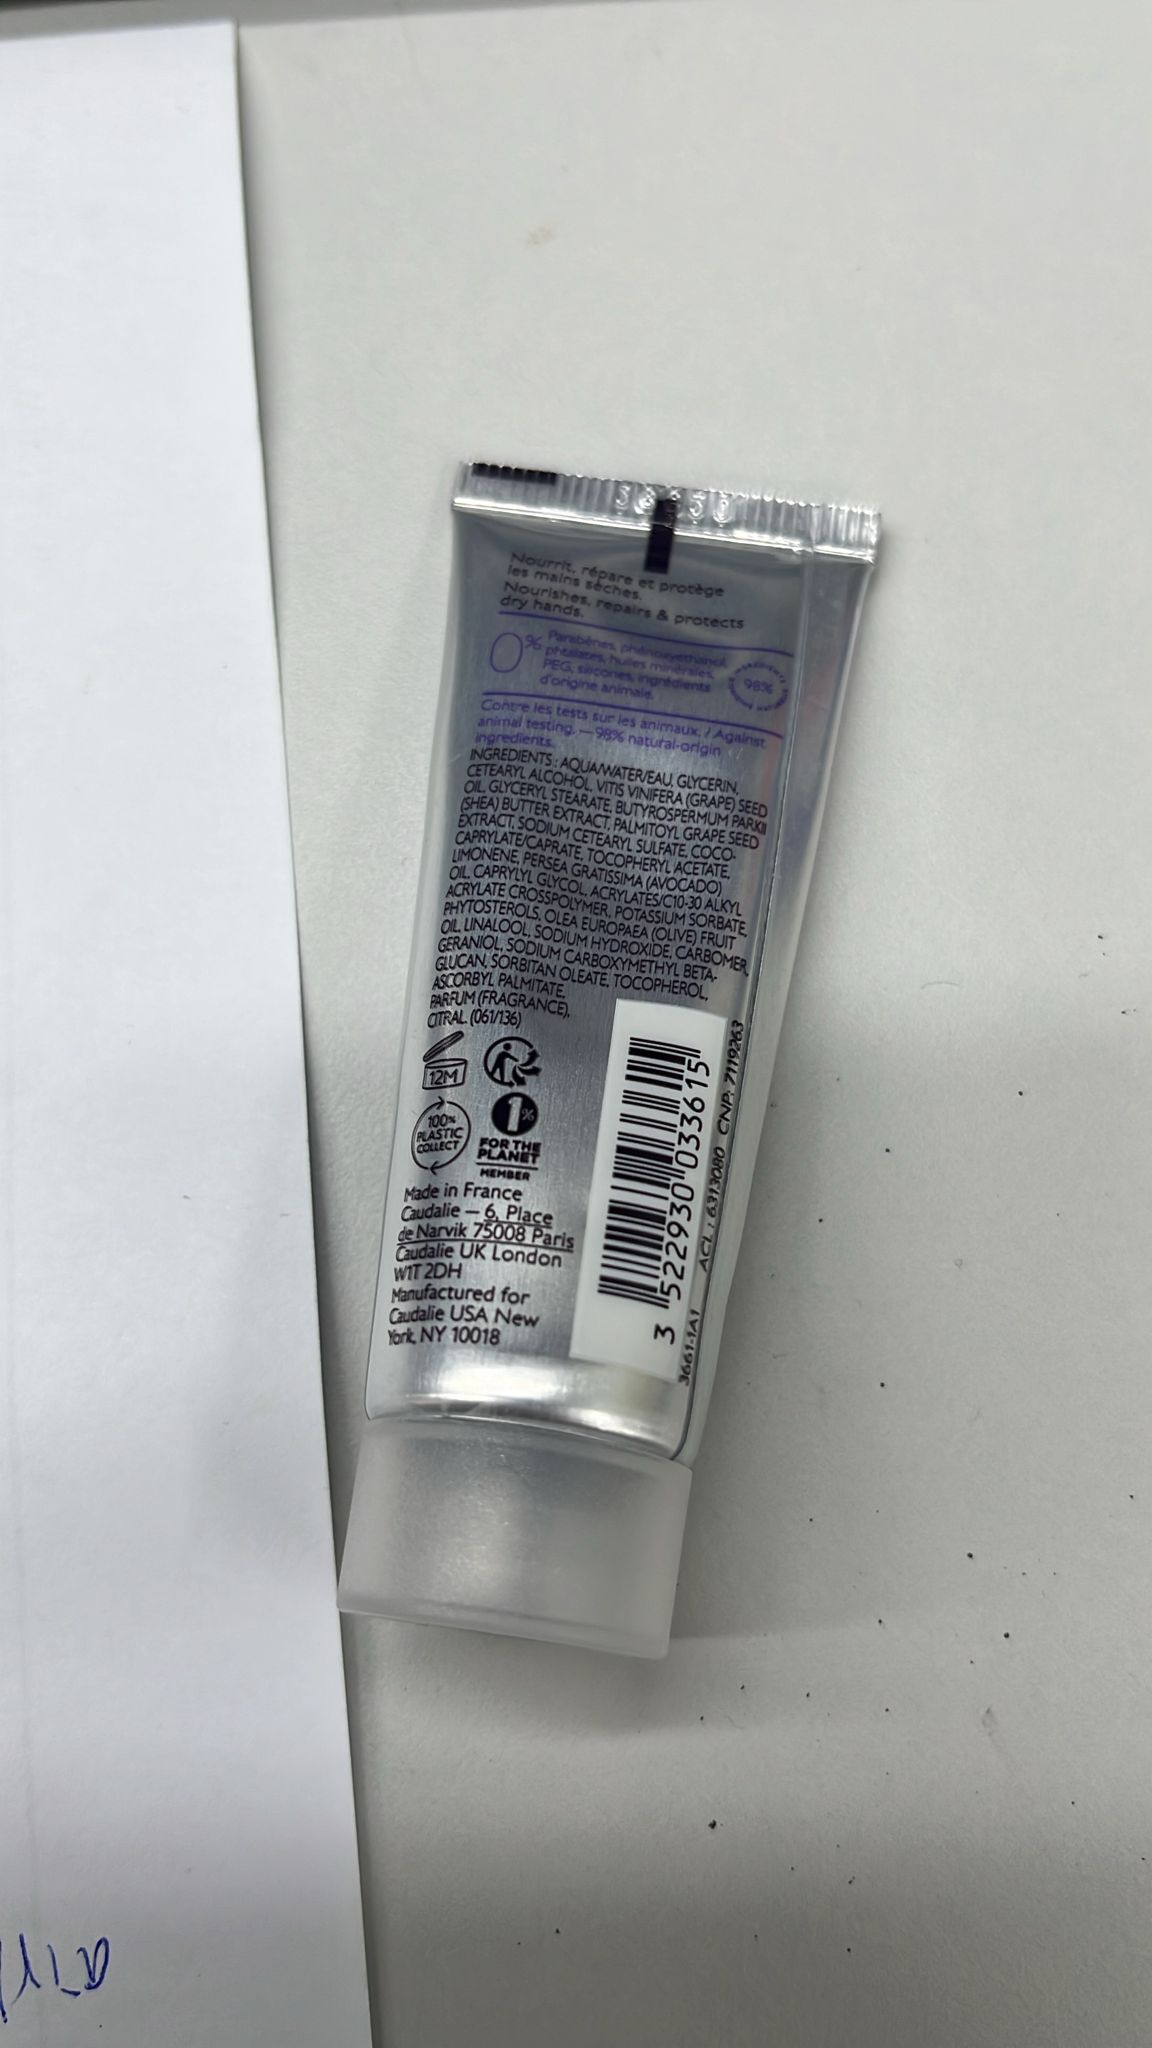 Nourrit, répare et protège
les mains sèches.
Nourishes, repairs & protects
dry hands.
0%
Parabènes, phénoxyethanol,
phtalates, huiles minérales,
PEG, silicones, ingrédients
d'origine animale.
98%
Contre les tests sur les animaux. / Against
animal testing. — 98% natural-origin
ingredients.
INGREDIENTS : AQUA/WATER/EAU, GLYCERIN,
CETEARYL ALCOHOL, VITIS VINIFERA (GRAPE) SEED
OIL, GLYCERYL STEARATE, BUTYROSPERMUM PARKII
(SHEA) BUTTER EXTRACT, PALMITOYL GRAPE SEED
EXTRACT, SODIUM CETEARYL SULFATE, COCO-
CAPRYLATE/CAPRATE, TOCOPHERYL ACETATE,
LIMONENE, PERSEA GRATISSIMA (AVOCADO)
OIL, CAPRYLYL GLYCOL, ACRYLATES/C10-30 ALKYL
ACRYLATE CROSSPOLYMER, POTASSIUM SORBATE,
PHYTOSTEROLS, OLEA EUROPAEA (OLIVE) FRUIT
OIL, LINALOOL, SODIUM HYDROXIDE, CARBOMER,
GERANIOL, SODIUM CARBOXYMETHYL BETA-
GLUCAN, SORBITAN OLEATE, TOCOPHEROL,
ASCORBYL PALMITATE,
PARFUM (FRAGRANCE),
CITRAL. (061/136)
12M
100%
PLASTIC
COLLECT
1%
FOR THE
PLANET
MEMBER
Made in France
Caudalie — 6, Place
de Narvik 75008 Paris
Caudalie UK London
W1T 2DH
Manufactured for
Caudalie USA New
York, NY 10018
3 522930 033615
3661-1A1 ACL : 6313080 CNP: 7119263